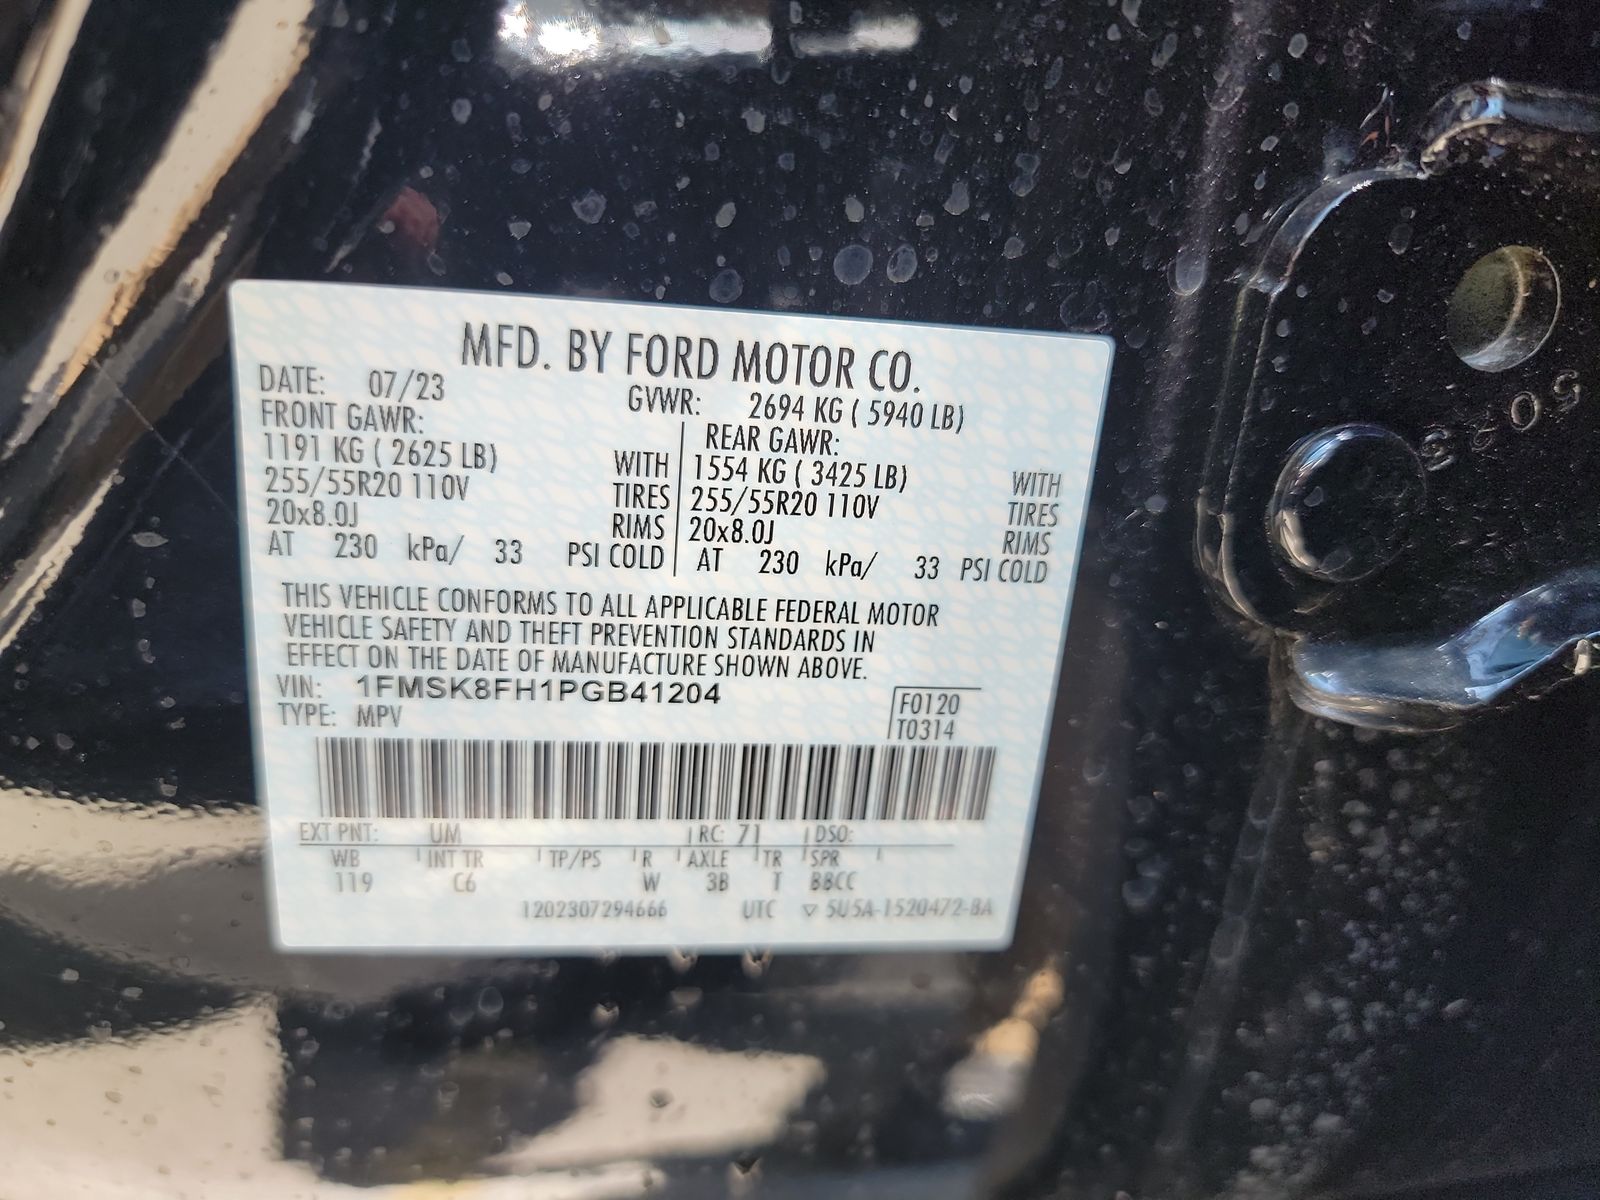 MFD. BY FORD MOTOR CO.
DATE: 07/23 GVWR: 2694 KG ( 5940 LB)
FRONT GAWR: REAR GAWR:
1191 KG ( 2625 LB) WITH 1554 KG ( 3425 LB) WITH
255/55R20 110V TIRES 255/55R20 110V TIRES
20x8.0J RIMS 20x8.0J RIMS
AT 230 kPa/ 33 PSI COLD AT 230 kPa/ 33 PSI COLD
THIS VEHICLE CONFORMS TO ALL APPLICABLE FEDERAL MOTOR
VEHICLE SAFETY AND THEFT PREVENTION STANDARDS IN
EFFECT ON THE DATE OF MANUFACTURE SHOWN ABOVE.
VIN: 1FMSK8FH1PGB41204 F0120
TYPE: MPV T0314
EXT PNT: UM RC: 71 DSO:
WB INT TR TP/PS R AXLE TR SPR
119 C6 W 3B T BBCC
1202307294666 UTC ▽ 5U5A-1520472-BA